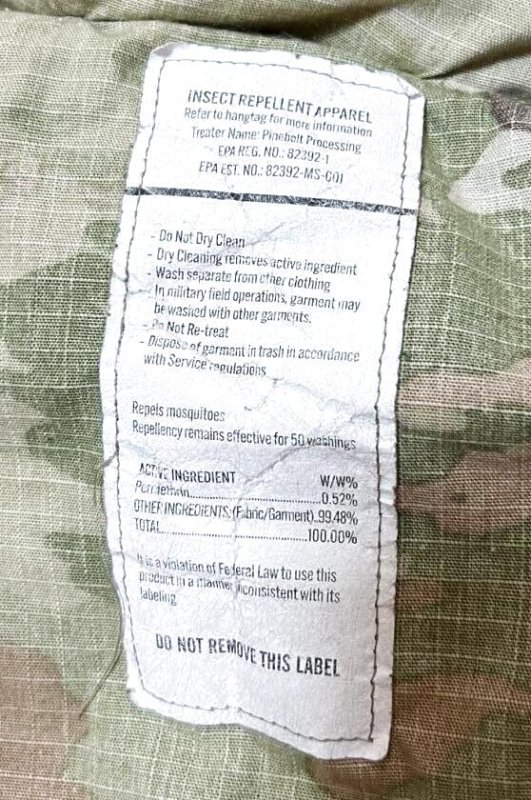 INSECT REPELLENT APPAREL
Refer to hangtag for more information
Treater Name: Pinebelt Processing
EPA REG. NO.: 82392-1
EPA EST. NO.: 82392-MS-001
- Do Not Dry Clean
- Dry Cleaning removes active ingredient
- Wash separate from other clothing
In military field operations, garment may
be washed with other garments.
- Do Not Re-treat
- Dispose of garment in trash in accordance
with Service regulations
Repels mosquitoes
Repellency remains effective for 50 washings
ACTIVE INGREDIENT W/W%
Permethrin..............................0.52%
OTHER INGREDIENTS, (Fabric/Garment)..99.48%
TOTAL..................................100.00%
It is a violation of Federal Law to use this
product in a manner inconsistent with its
labeling
DO NOT REMOVE THIS LABEL